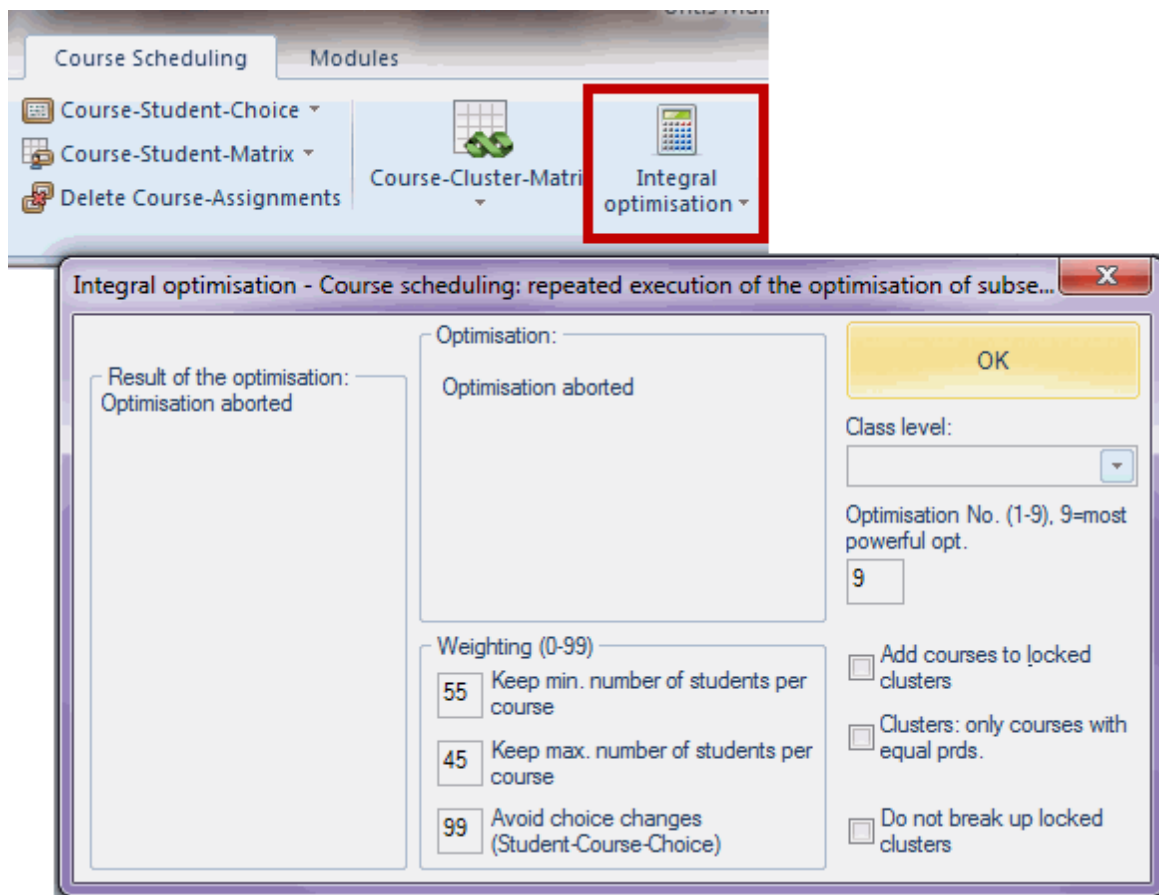 Untis Mul
Course Scheduling Modules
Course-Student-Choice
Course-Student-Matrix
Delete Course-Assignments
Course-Cluster-Matri
Integral
optimisation
Integral optimisation - Course scheduling: repeated execution of the optimisation of subse...
Result of the optimisation:
Optimisation aborted
Optimisation:
Optimisation aborted
Weighting (0-99)
55 Keep min. number of students per
course
45 Keep max. number of students per
course
99 Avoid choice changes
(Student-Course-Choice)
OK
Class level:
Optimisation No. (1-9), 9=most
powerful opt.
9
Add courses to locked
clusters
Clusters: only courses with
equal prds.
Do not break up locked
clusters